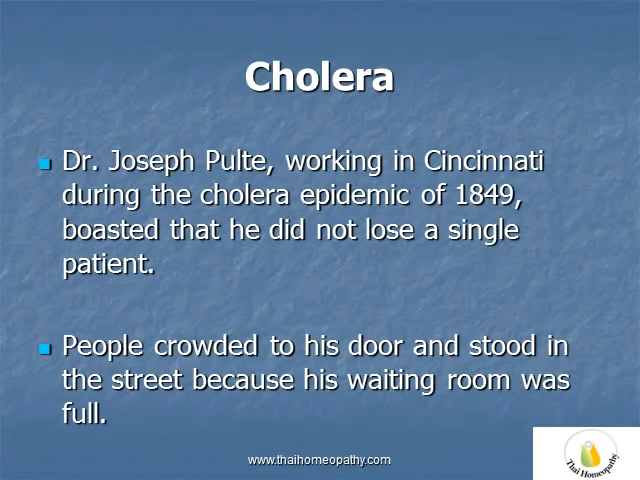 Cholera
Dr. Joseph Pulte, working in Cincinnati
during the cholera epidemic of 1849,
boasted that he did not lose a single
patient.
People crowded to his door and stood in
the street because his waiting room was
full.
www.thaihomeopathy.com
Thai Homeopathy